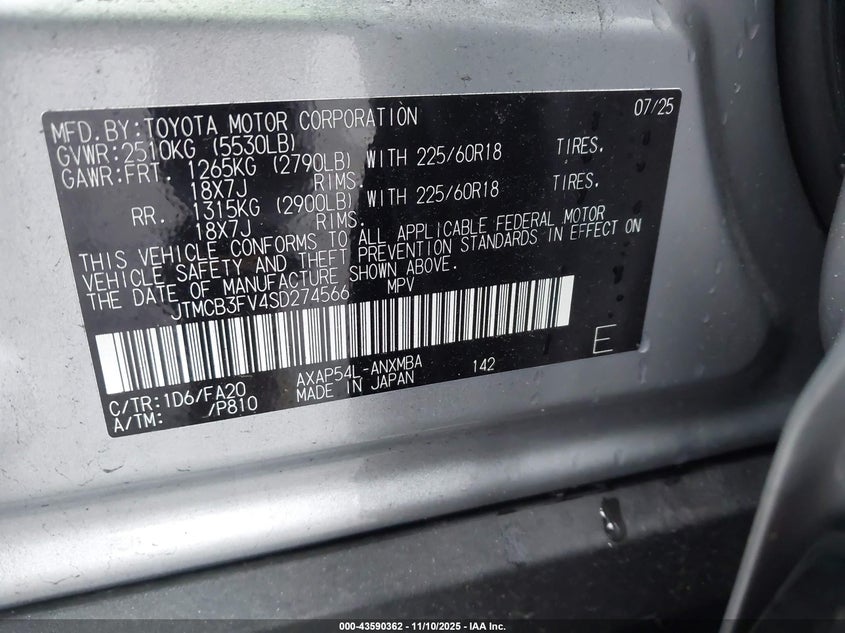 MFD.BY:TOYOTA MOTOR CORPORATION 07/25
GVWR:2510KG (5530LB)
GAWR:FRT. 1265KG (2790LB) WITH 225/60R18 TIRES,
18X7J RIMS.
RR. 1315KG (2900LB) WITH 225/60R18 TIRES,
18X7J RIMS.
THIS VEHICLE CONFORMS TO ALL APPLICABLE FEDERAL MOTOR
VEHICLE SAFETY AND THEFT PREVENTION STANDARDS IN EFFECT ON
THE DATE OF MANUFACTURE SHOWN ABOVE.
JTMCB3FV4SD274566 MPV
E
C/TR:1D6/FA20 AXAP54L-ANXMBA 142
A/TM: /P810 MADE IN JAPAN
000-43590362 - 11/10/2025 - IAA Inc.